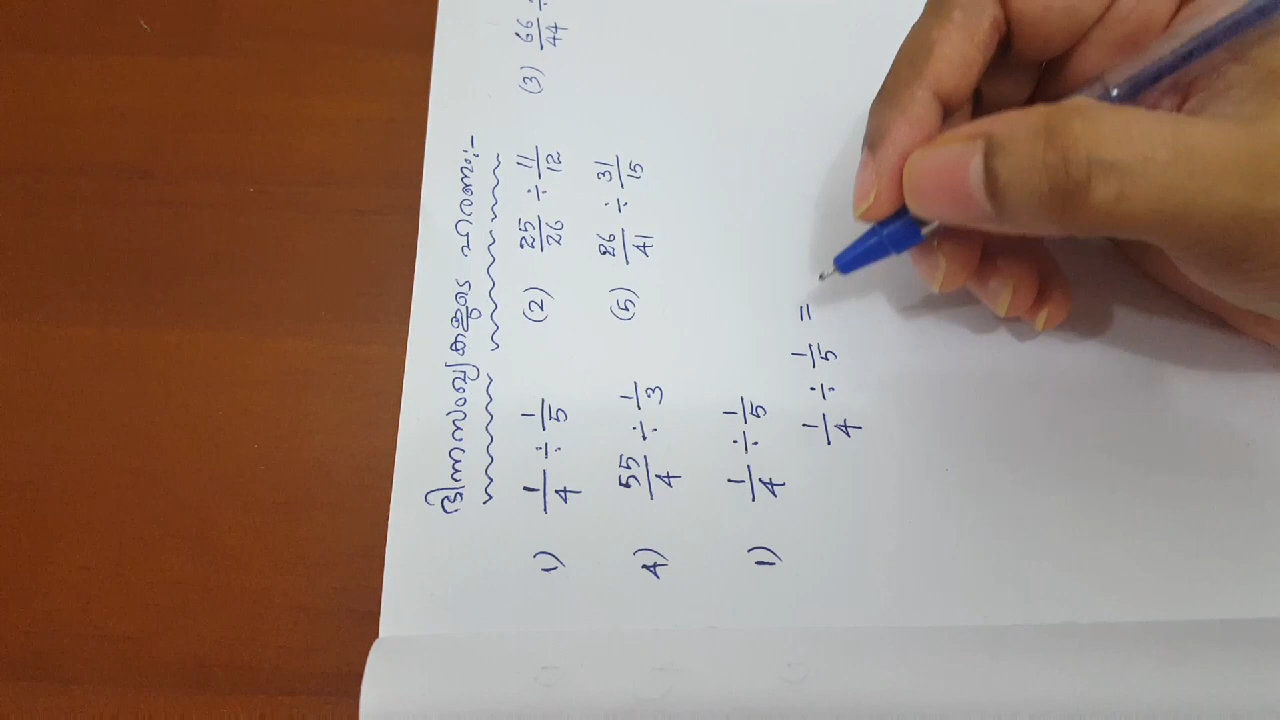 ഭിന്നസംഖ്യകളുടെ ഹരണം:-
1) 1/4 ÷ 1/5 (2) 25/26 ÷ 11/12 (3) 66/44 ÷
4) 55/4 ÷ 1/3 (5) 26/41 ÷ 31/15
1) 1/4 ÷ 1/5
1/4 ÷ 1/5 =